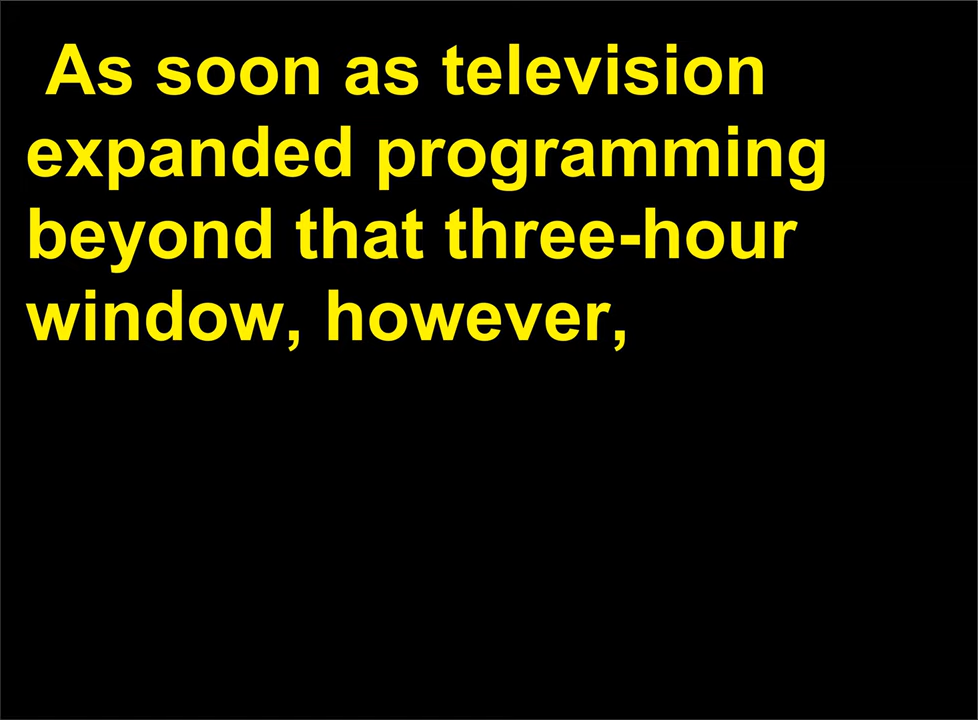 As soon as television
expanded programming
beyond that three-hour
window, however,